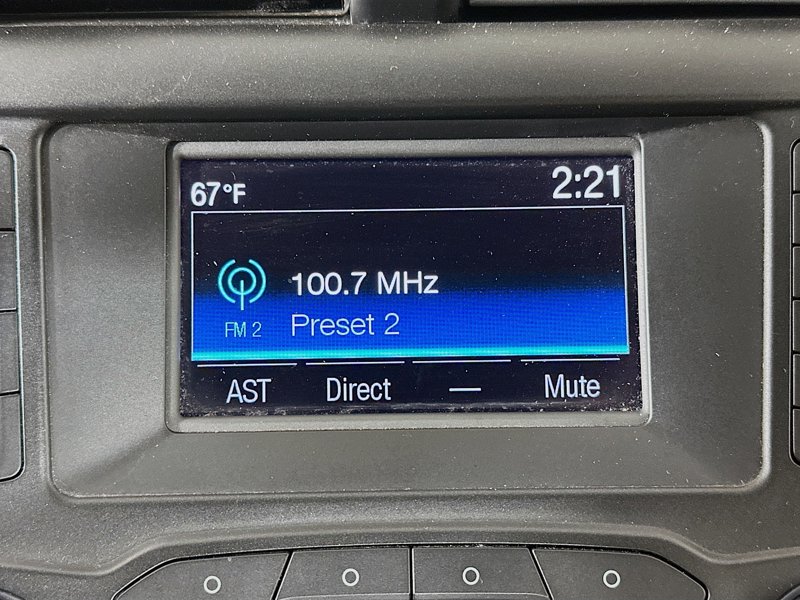 67°F 2:21
100.7 MHz
FM 2 Preset 2
AST Direct — Mute